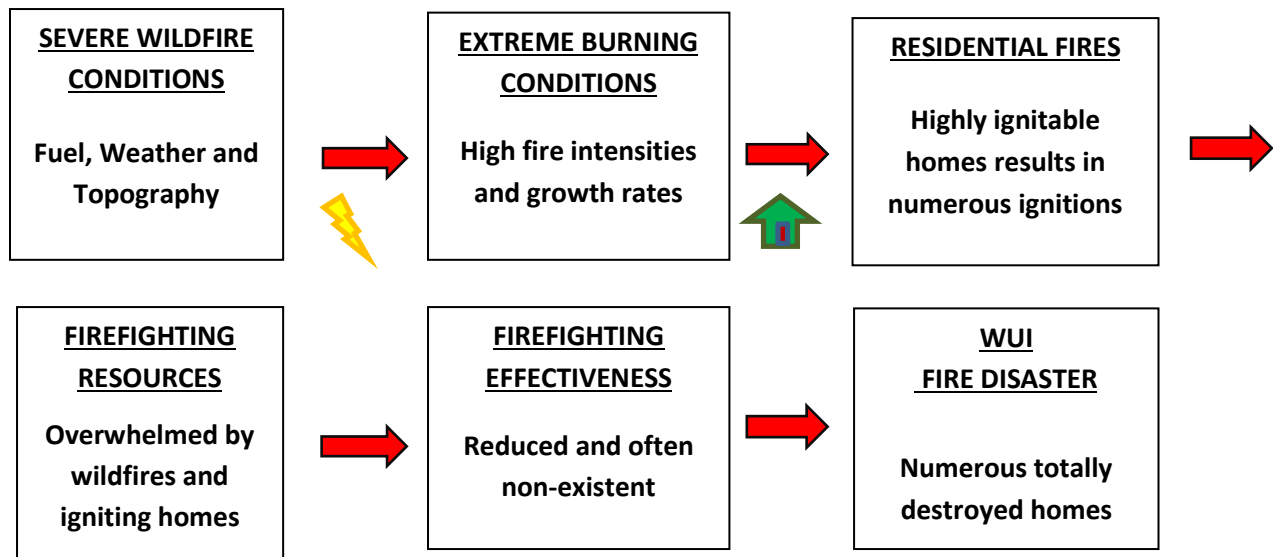 SEVERE WILDFIRE
CONDITIONS
Fuel, Weather and
Topography
EXTREME BURNING
CONDITIONS
High fire intensities
and growth rates
RESIDENTIAL FIRES
Highly ignitable
homes results in
numerous ignitions
FIREFIGHTING
RESOURCES
Overwhelmed by
wildfires and
igniting homes
FIREFIGHTING
EFFECTIVENESS
Reduced and often
non-existent
WUI
FIRE DISASTER
Numerous totally
destroyed homes